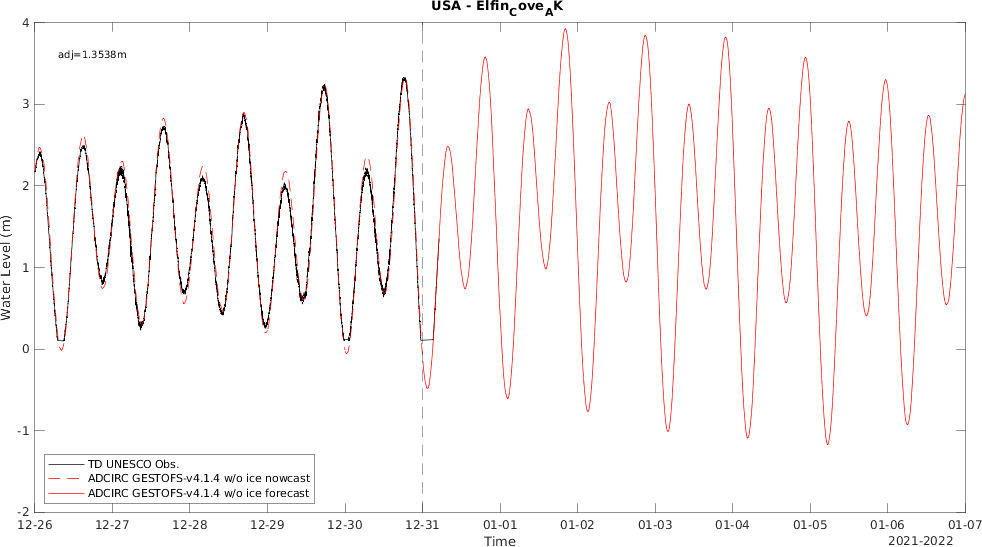 USA - ElfinCoveAK
4
adj=1.3538m
3
2
1
0
-1
-2
Water Level (m)
TD UNESCO Obs.
ADCIRC GESTOFS-v4.1.4 w/o ice nowcast
ADCIRC GESTOFS-v4.1.4 w/o ice forecast
12-26 12-27 12-28 12-29 12-30 12-31 01-01 01-02 01-03 01-04 01-05 01-06 01-07
Time
2021-2022